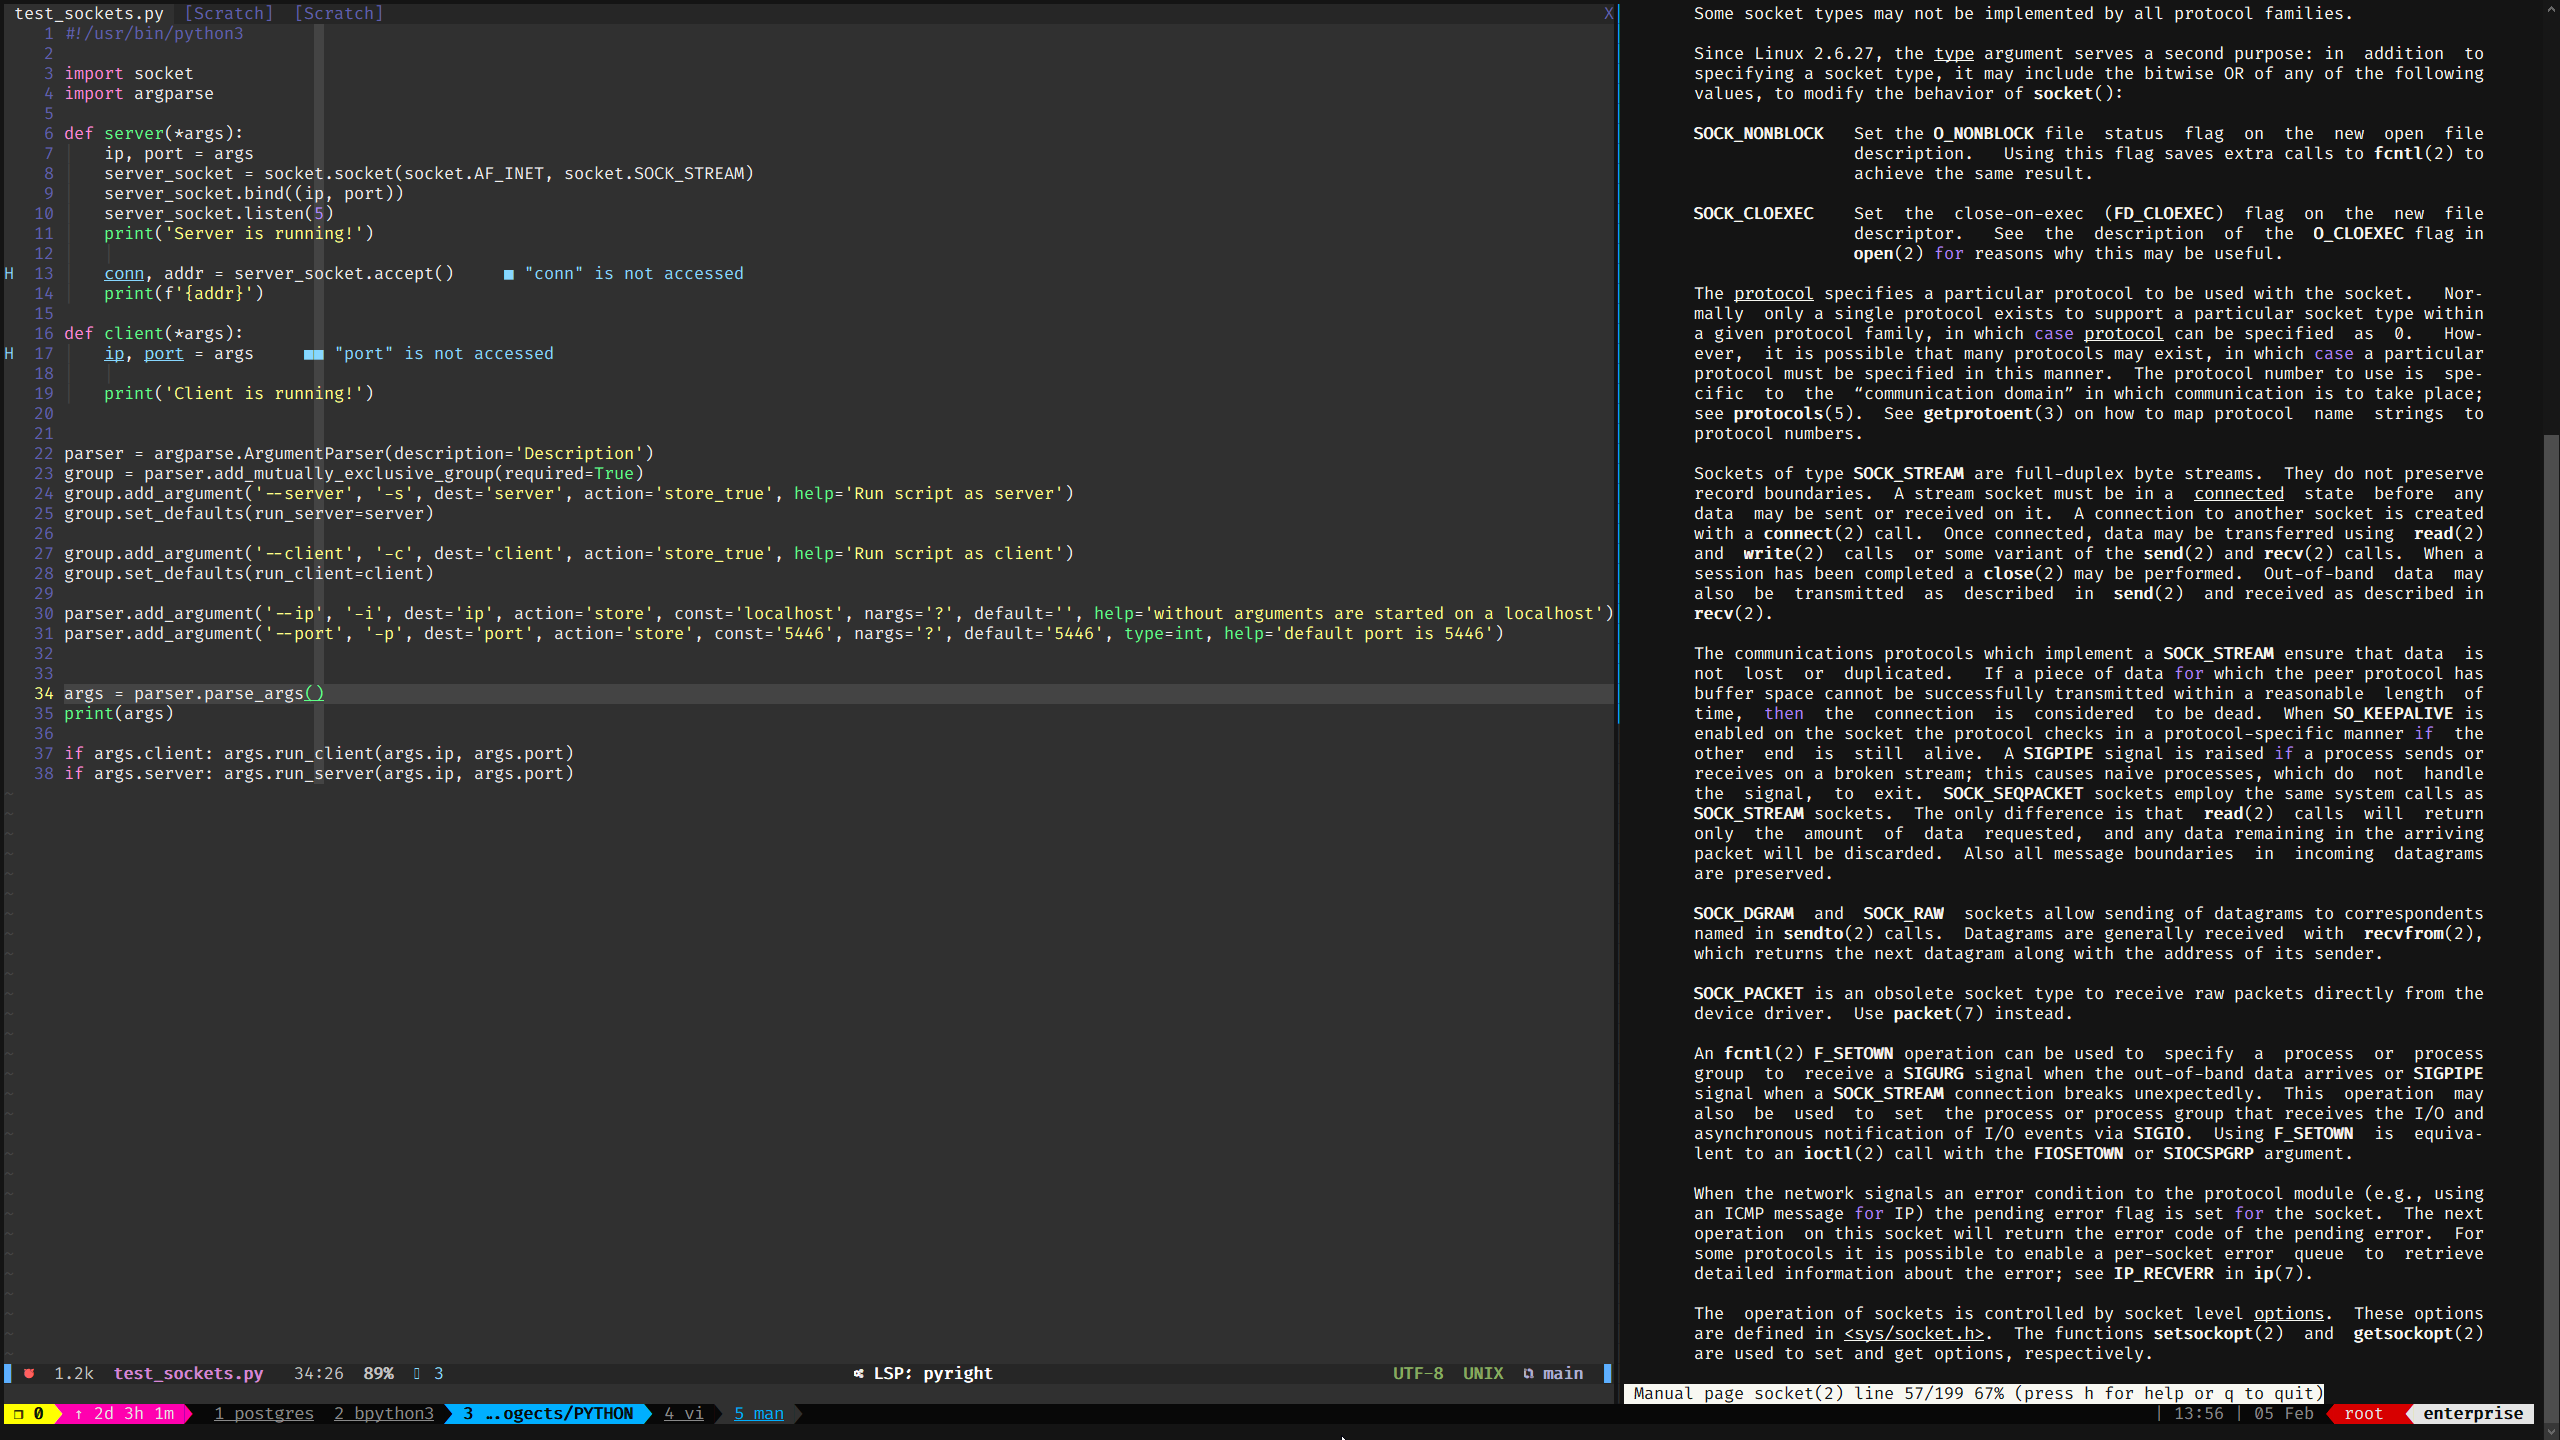 test_sockets.py  [Scratch]  [Scratch] X
1 #!/usr/bin/python3
2
3 import socket
4 import argparse
5
6 def server(*args):
7     ip, port = args
8     server_socket = socket.socket(socket.AF_INET, socket.SOCK_STREAM)
9     server_socket.bind((ip, port))
10     server_socket.listen(5)
11     print('Server is running!')
12
H 13     conn, addr = server_socket.accept()     ■ "conn" is not accessed
14     print(f'{addr}')
15
16 def client(*args):
H 17     ip, port = args     ■■ "port" is not accessed
18
19     print('Client is running!')
20
21
22 parser = argparse.ArgumentParser(description='Description')
23 group = parser.add_mutually_exclusive_group(required=True)
24 group.add_argument('--server', '-s', dest='server', action='store_true', help='Run script as server')
25 group.set_defaults(run_server=server)
26
27 group.add_argument('--client', '-c', dest='client', action='store_true', help='Run script as client')
28 group.set_defaults(run_client=client)
29
30 parser.add_argument('--ip', '-i', dest='ip', action='store', const='localhost', nargs='?', default='', help='without arguments are started on a localhost')
31 parser.add_argument('--port', '-p', dest='port', action='store', const='5446', nargs='?', default='5446', type=int, help='default port is 5446')
32
33
34 args = parser.parse_args()
35 print(args)
36
37 if args.client: args.run_client(args.ip, args.port)
38 if args.server: args.run_server(args.ip, args.port)
1.2k test_sockets.py 34:26 89% 3 LSP: pyright UTF-8 UNIX main
Some socket types may not be implemented by all protocol families.
Since Linux 2.6.27, the type argument serves a second purpose: in addition to
specifying a socket type, it may include the bitwise OR of any of the following
values, to modify the behavior of socket():
SOCK_NONBLOCK Set the O_NONBLOCK file status flag on the new open file
description. Using this flag saves extra calls to fcntl(2) to
achieve the same result.
SOCK_CLOEXEC Set the close-on-exec (FD_CLOEXEC) flag on the new file
descriptor. See the description of the O_CLOEXEC flag in
open(2) for reasons why this may be useful.
The protocol specifies a particular protocol to be used with the socket. Nor-
mally only a single protocol exists to support a particular socket type within
a given protocol family, in which case protocol can be specified as 0. How-
ever, it is possible that many protocols may exist, in which case a particular
protocol must be specified in this manner. The protocol number to use is spe-
cific to the “communication domain” in which communication is to take place;
see protocols(5). See getprotoent(3) on how to map protocol name strings to
protocol numbers.
Sockets of type SOCK_STREAM are full-duplex byte streams. They do not preserve
record boundaries. A stream socket must be in a connected state before any
data may be sent or received on it. A connection to another socket is created
with a connect(2) call. Once connected, data may be transferred using read(2)
and write(2) calls or some variant of the send(2) and recv(2) calls. When a
session has been completed a close(2) may be performed. Out-of-band data may
also be transmitted as described in send(2) and received as described in
recv(2).
The communications protocols which implement a SOCK_STREAM ensure that data is
not lost or duplicated. If a piece of data for which the peer protocol has
buffer space cannot be successfully transmitted within a reasonable length of
time, then the connection is considered to be dead. When SO_KEEPALIVE is
enabled on the socket the protocol checks in a protocol-specific manner if the
other end is still alive. A SIGPIPE signal is raised if a process sends or
receives on a broken stream; this causes naive processes, which do not handle
the signal, to exit. SOCK_SEQPACKET sockets employ the same system calls as
SOCK_STREAM sockets. The only difference is that read(2) calls will return
only the amount of data requested, and any data remaining in the arriving
packet will be discarded. Also all message boundaries in incoming datagrams
are preserved.
SOCK_DGRAM and SOCK_RAW sockets allow sending of datagrams to correspondents
named in sendto(2) calls. Datagrams are generally received with recvfrom(2),
which returns the next datagram along with the address of its sender.
SOCK_PACKET is an obsolete socket type to receive raw packets directly from the
device driver. Use packet(7) instead.
An fcntl(2) F_SETOWN operation can be used to specify a process or process
group to receive a SIGURG signal when the out-of-band data arrives or SIGPIPE
signal when a SOCK_STREAM connection breaks unexpectedly. This operation may
also be used to set the process or process group that receives the I/O and
asynchronous notification of I/O events via SIGIO. Using F_SETOWN is equiva-
lent to an ioctl(2) call with the FIOSETOWN or SIOCSPGRP argument.
When the network signals an error condition to the protocol module (e.g., using
an ICMP message for IP) the pending error flag is set for the socket. The next
operation on this socket will return the error code of the pending error. For
some protocols it is possible to enable a per-socket error queue to retrieve
detailed information about the error; see IP_RECVERR in ip(7).
The operation of sockets is controlled by socket level options. These options
are defined in <sys/socket.h>. The functions setsockopt(2) and getsockopt(2)
are used to set and get options, respectively.
Manual page socket(2) line 57/199 67% (press h for help or q to quit)
❐ 0 ↑ 2d 3h 1m 1 postgres 2 bpython3 3 ..ogects/PYTHON 4 vi 5 man | 13:56 | 05 Feb root enterprise